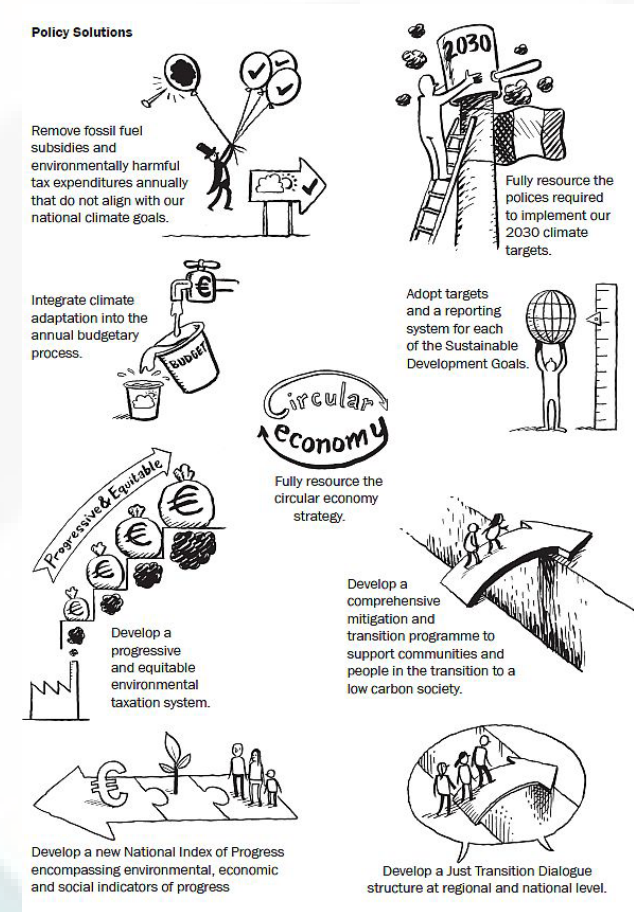 Policy Solutions
Remove fossil fuel
subsidies and
environmentally harmful
tax expenditures annually
that do not align with our
national climate goals.
2030
Fully resource the
polices required
to implement our
2030 climate
targets.
€
BUDGET
Integrate climate
adaptation into the
annual budgetary
process.
Adopt targets
and a reporting
system for each
of the Sustainable
Development Goals.
Circular
economy
Fully resource the
circular economy
strategy.
Progressive & Equitable
€
€
€
€
Develop a
progressive
and equitable
environmental
taxation system.
Develop a
comprehensive
mitigation and
transition programme to
support communities and
people in the transition to a
low carbon society.
€
Develop a new National Index of Progress
encompassing environmental, economic
and social indicators of progress
Develop a Just Transition Dialogue
structure at regional and national level.